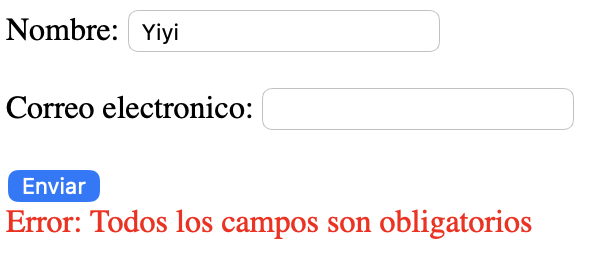 Nombre: Yiyi
Correo electronico:
Enviar
Error: Todos los campos son obligatorios